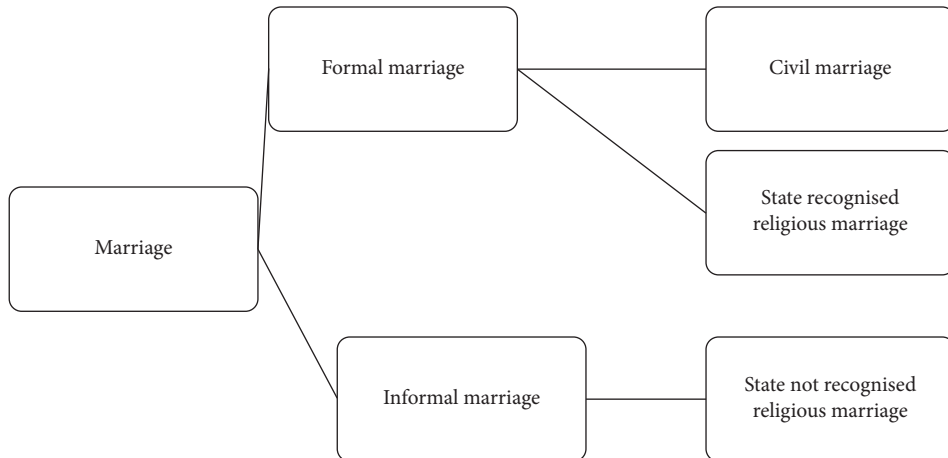 Formal marriage
Civil marriage
State recognised
religious marriage
Marriage
Informal marriage
State not recognised
religious marriage